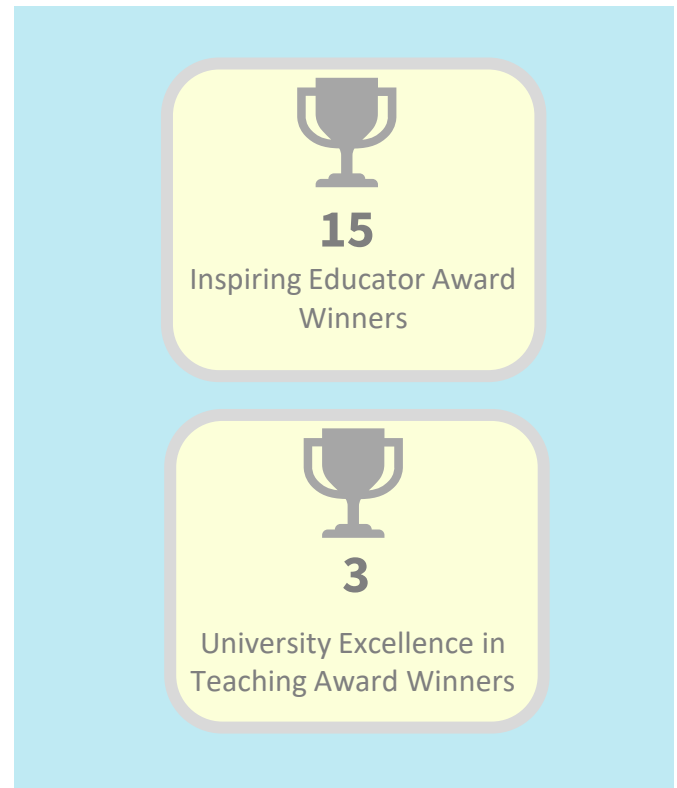 15
Inspiring Educator Award
Winners
3
University Excellence in
Teaching Award Winners